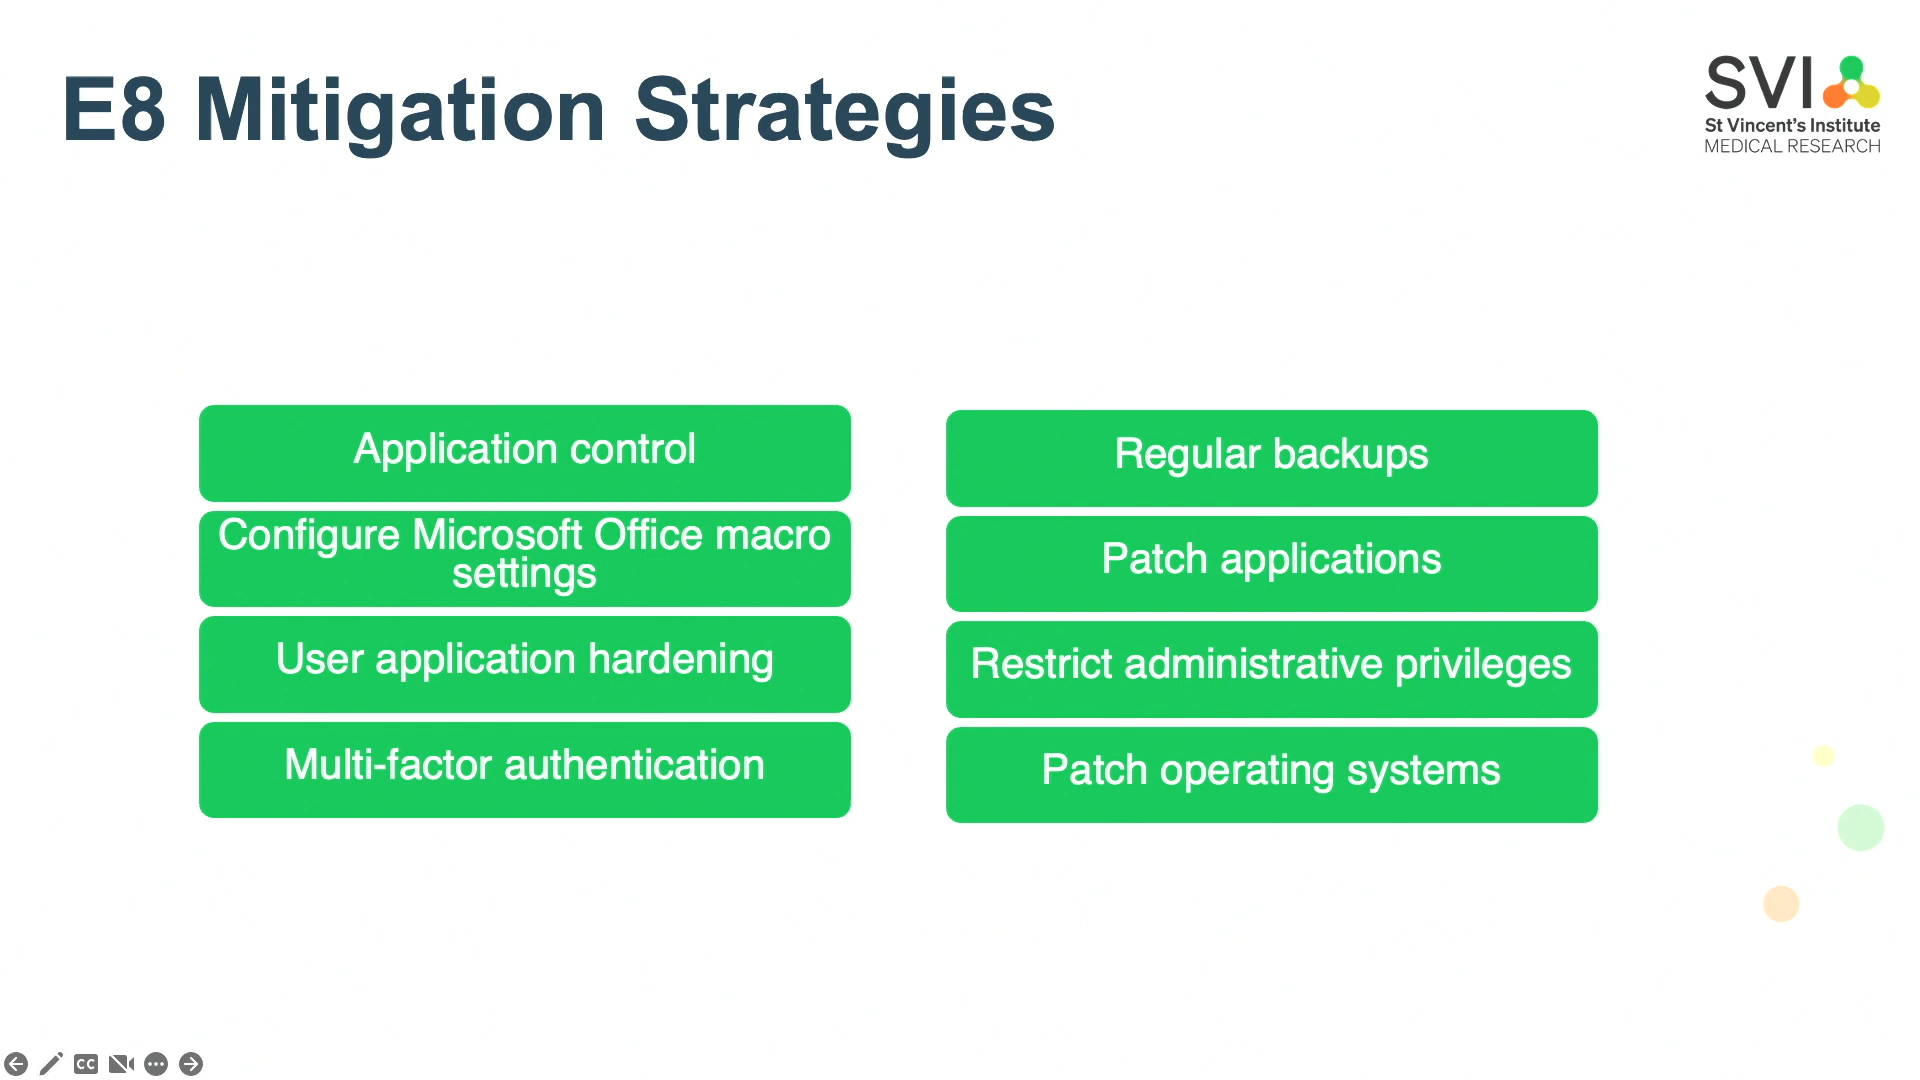 E8 Mitigation Strategies
SVI
St Vincent's Institute
MEDICAL RESEARCH
Application control
Configure Microsoft Office macro
settings
User application hardening
Multi-factor authentication
Regular backups
Patch applications
Restrict administrative privileges
Patch operating systems
CC